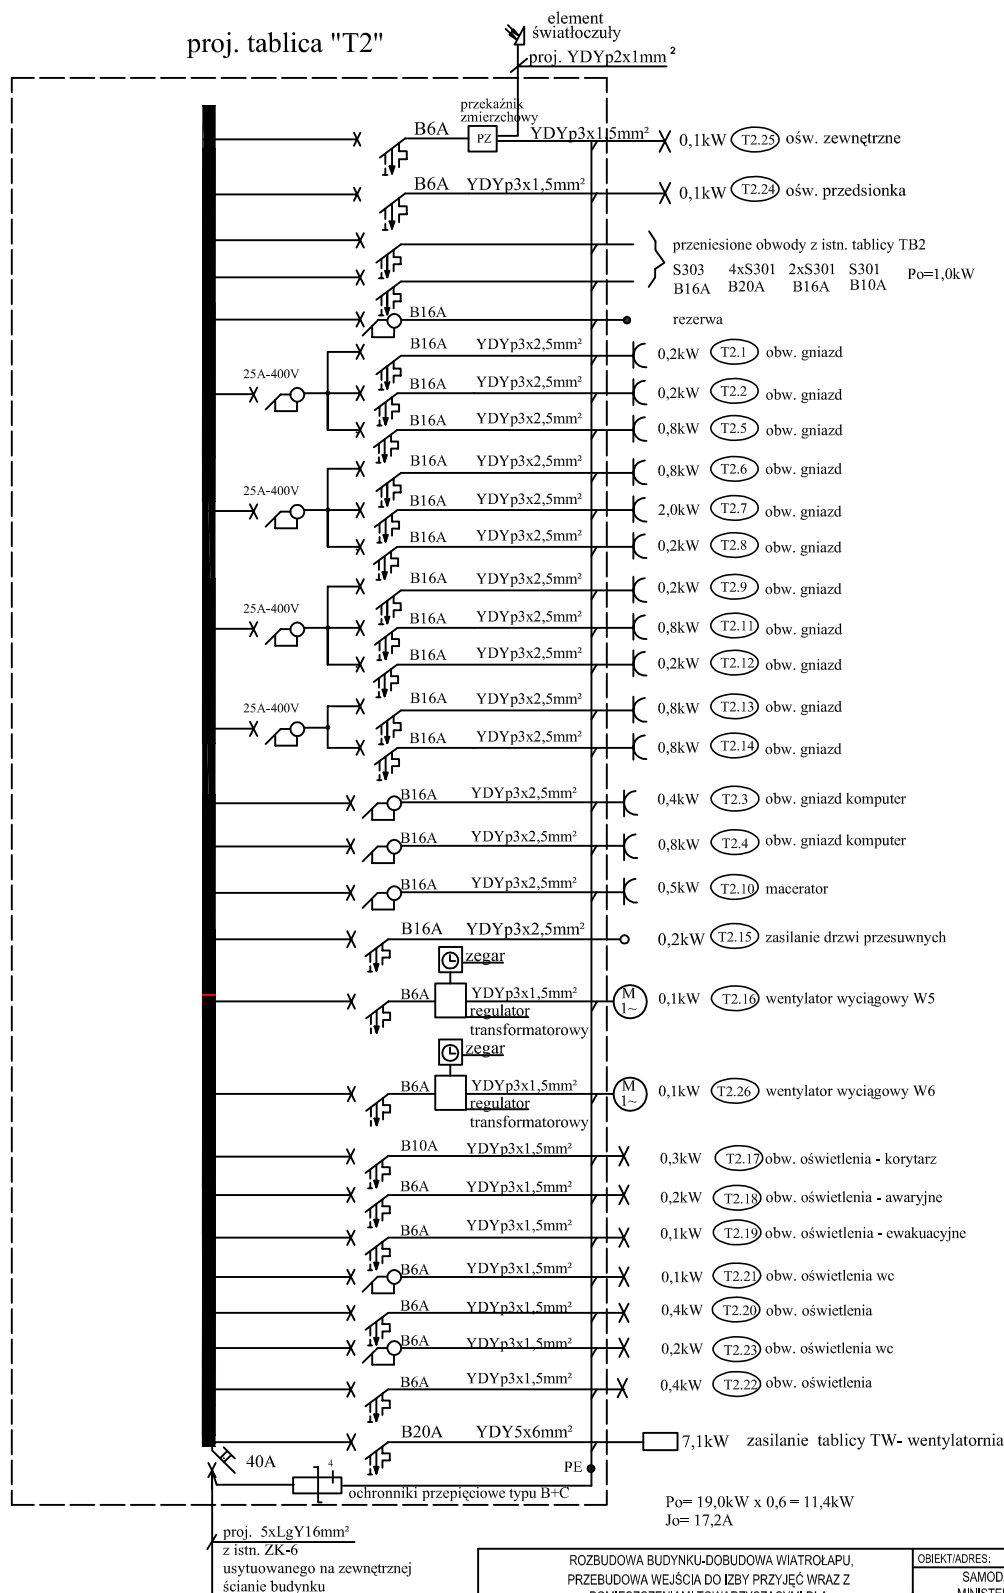 proj. tablica "T2"
element
światłoczuły
proj. YDYp2x1mm²
przekaźnik
zmierzchowy
B6A PZ YDYp3x1,5mm² 0,1kW T2.25 ośw. zewnętrzne
B6A YDYp3x1,5mm² 0,1kW T2.24 ośw. przedsionka
przeniesione obwody z istn. tablicy TB2
S303 4xS301 2xS301 S301 Po=1,0kW
B16A B20A B16A B10A
B16A rezerwa
B16A YDYp3x2,5mm² 0,2kW T2.1 obw. gniazd
25A-400V B16A YDYp3x2,5mm² 0,2kW T2.2 obw. gniazd
B16A YDYp3x2,5mm² 0,8kW T2.5 obw. gniazd
B16A YDYp3x2,5mm² 0,8kW T2.6 obw. gniazd
25A-400V B16A YDYp3x2,5mm² 2,0kW T2.7 obw. gniazd
B16A YDYp3x2,5mm² 0,2kW T2.8 obw. gniazd
B16A YDYp3x2,5mm² 0,2kW T2.9 obw. gniazd
25A-400V B16A YDYp3x2,5mm² 0,8kW T2.11 obw. gniazd
B16A YDYp3x2,5mm² 0,2kW T2.12 obw. gniazd
B16A YDYp3x2,5mm² 0,8kW T2.13 obw. gniazd
25A-400V B16A YDYp3x2,5mm² 0,8kW T2.14 obw. gniazd
B16A YDYp3x2,5mm² 0,4kW T2.3 obw. gniazd komputer
B16A YDYp3x2,5mm² 0,8kW T2.4 obw. gniazd komputer
B16A YDYp3x2,5mm² 0,5kW T2.10 macerator
B16A YDYp3x2,5mm² 0,2kW T2.15 zasilanie drzwi przesuwnych
zegar
B6A YDYp3x1,5mm² M 1~ 0,1kW T2.16 wentylator wyciągowy W5
regulator
transformatorowy
zegar
B6A YDYp3x1,5mm² M 1~ 0,1kW T2.26 wentylator wyciągowy W6
regulator
transformatorowy
B10A YDYp3x1,5mm² 0,3kW T2.17 obw. oświetlenia - korytarz
B6A YDYp3x1,5mm² 0,2kW T2.18 obw. oświetlenia - awaryjne
B6A YDYp3x1,5mm² 0,1kW T2.19 obw. oświetlenia - ewakuacyjne
B6A YDYp3x1,5mm² 0,1kW T2.21 obw. oświetlenia wc
B6A YDYp3x1,5mm² 0,4kW T2.20 obw. oświetlenia
B6A YDYp3x1,5mm² 0,2kW T2.23 obw. oświetlenia wc
B6A YDYp3x1,5mm² 0,4kW T2.22 obw. oświetlenia
B20A YDY5x6mm² 7,1kW zasilanie tablicy TW- wentylatornia
40A
PE
4
ochronniki przepięciowe typu B+C
Po= 19,0kW x 0,6 = 11,4kW
Jo= 17,2A
proj. 5xLgY16mm²
z istn. ZK-6
usytuowanego na zewnętrznej
ścianie budynku
ROZBUDOWA BUDYNKU-DOBUDOWA WIATROŁAPU,
PRZEBUDOWA WEJŚCIA DO IZBY PRZYJĘĆ WRAZ Z
OBIEKT/ADRES: